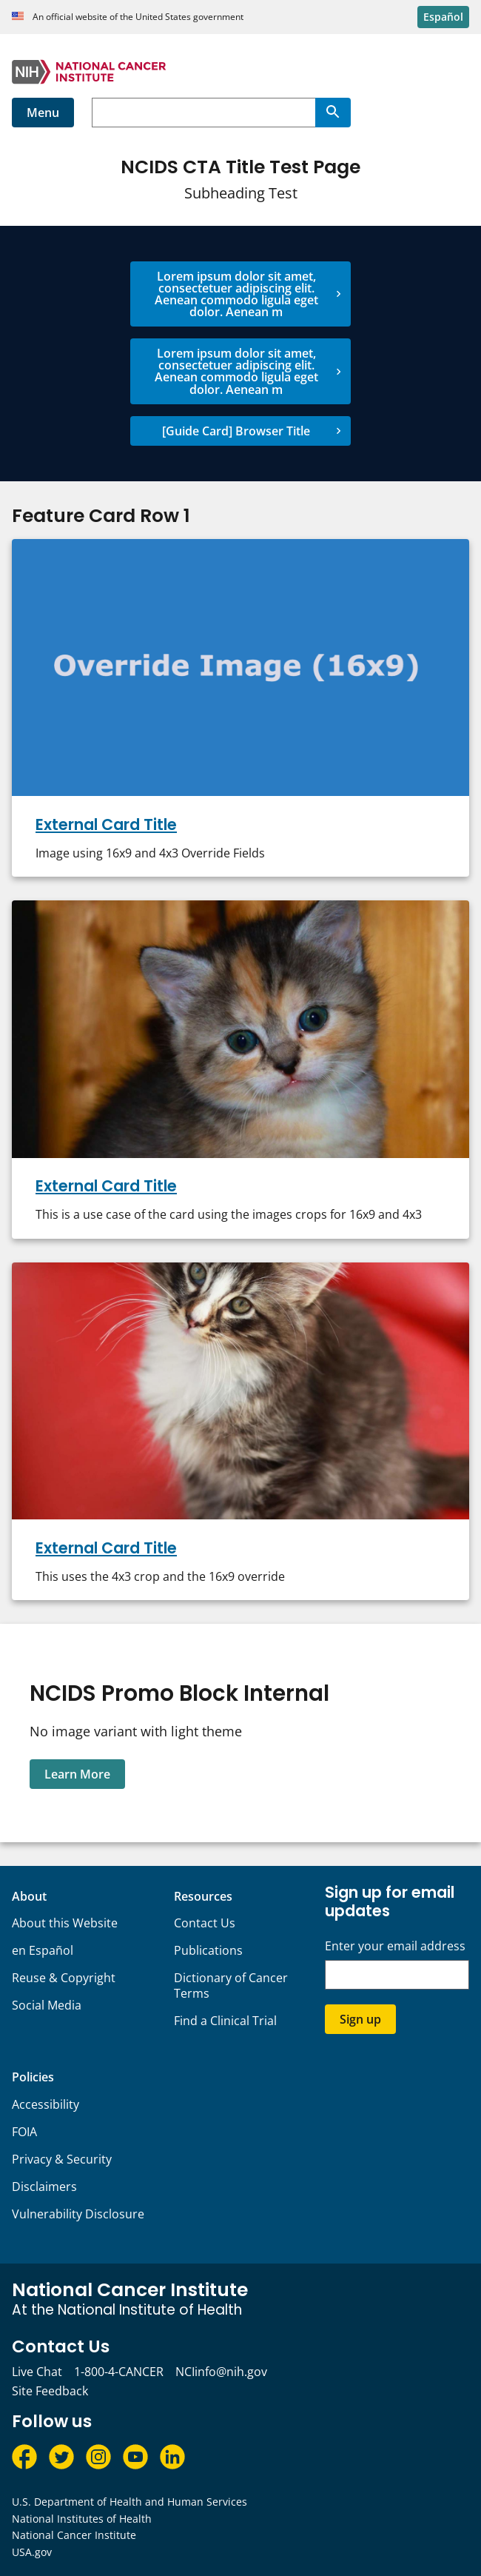 An official website of the United States government
Español
NIH NATIONAL CANCER
INSTITUTE
Menu
NCIDS CTA Title Test Page
Subheading Test
Lorem ipsum dolor sit amet,
consectetuer adipiscing elit.
Aenean commodo ligula eget
dolor. Aenean m
Lorem ipsum dolor sit amet,
consectetuer adipiscing elit.
Aenean commodo ligula eget
dolor. Aenean m
[Guide Card] Browser Title
Feature Card Row 1
Override Image (16x9)
External Card Title
Image using 16x9 and 4x3 Override Fields
External Card Title
This is a use case of the card using the images crops for 16x9 and 4x3
External Card Title
This uses the 4x3 crop and the 16x9 override
NCIDS Promo Block Internal
No image variant with light theme
Learn More
About
About this Website
en Español
Reuse & Copyright
Social Media
Resources
Contact Us
Publications
Dictionary of Cancer
Terms
Find a Clinical Trial
Sign up for email
updates
Enter your email address
Sign up
Policies
Accessibility
FOIA
Privacy & Security
Disclaimers
Vulnerability Disclosure
National Cancer Institute
At the National Institute of Health
Contact Us
Live Chat 1-800-4-CANCER NCIinfo@nih.gov
Site Feedback
Follow us
U.S. Department of Health and Human Services
National Institutes of Health
National Cancer Institute
USA.gov